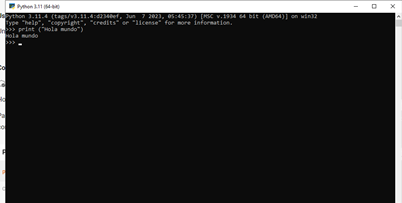 Python 3.11 (64-bit)
Python 3.11.4 (tags/v3.11.4:d2340ef, Jun  7 2023, 05:45:37) [MSC v.1934 64 bit (AMD64)] on win32
Type "help", "copyright", "credits" or "license" for more information.
>>> print ("Hola mundo")
Hola mundo
>>>